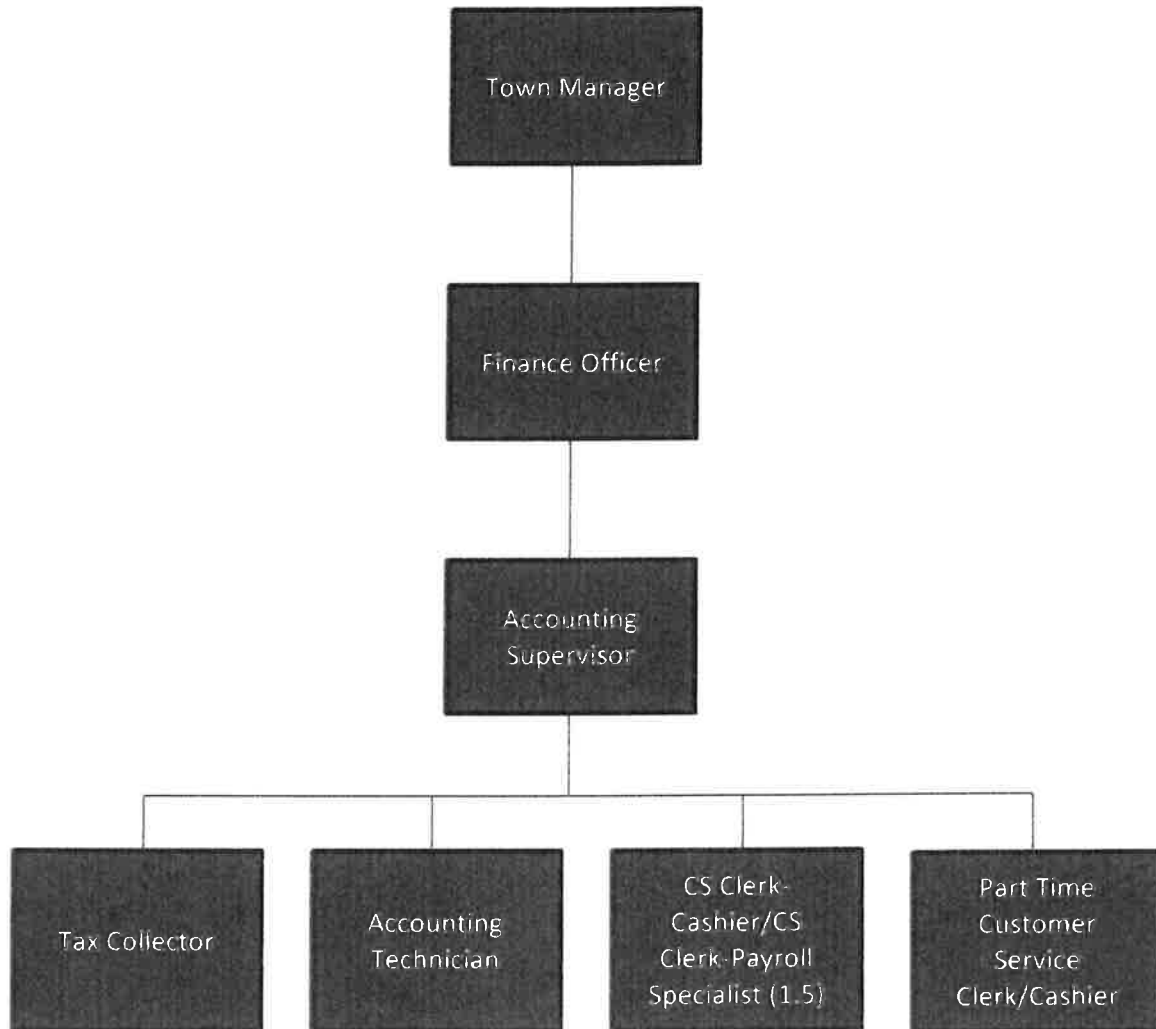 Town Manager
Finance Officer
Accounting
Supervisor
Tax Collector
Accounting
Technician
CS Clerk-
Cashier/CS
Clerk-Payroll
Specialist (1.5)
Part Time
Customer
Service
Clerk/Cashier